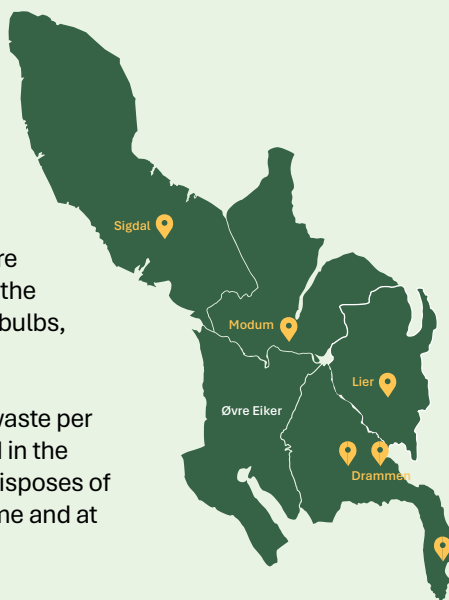 Sigdal
re
the
bulbs,
Modum
Lier
Øvre Eiker
waste per
in the
isposes of
Drammen
me and at